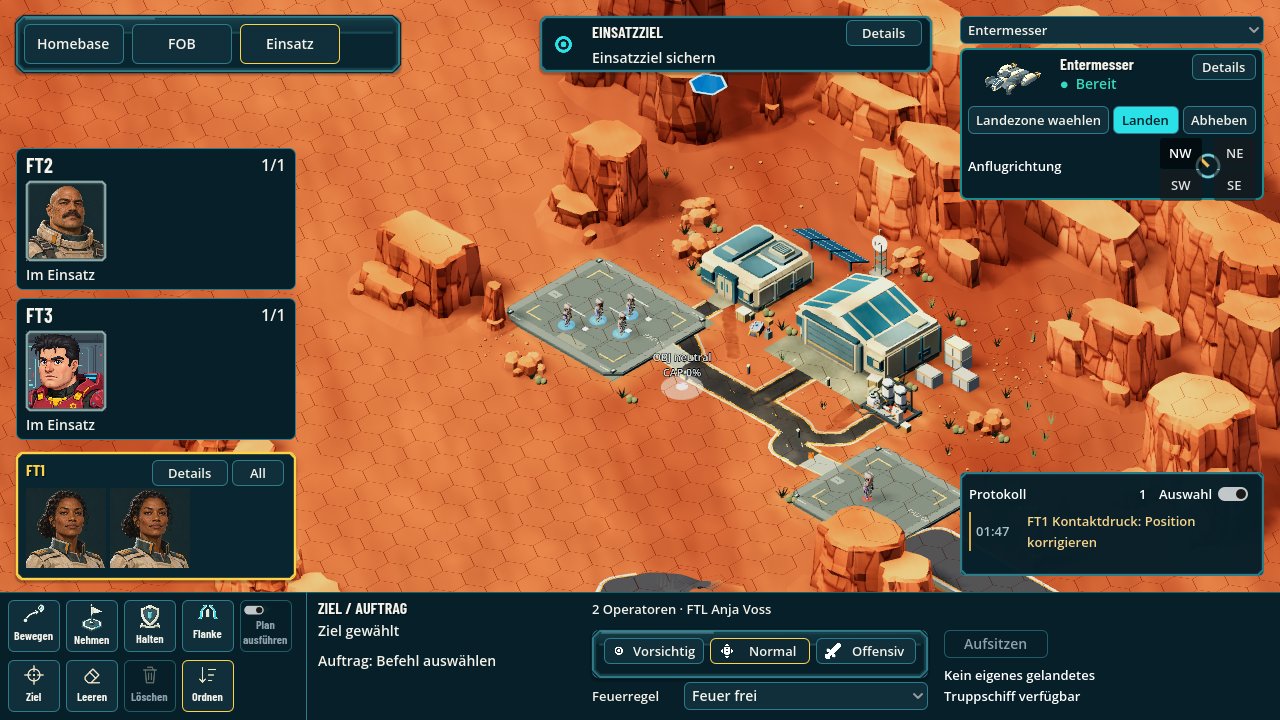 Homebase
FOB
Einsatz
EINSATZZIEL
Einsatzziel sichern
Details
Entermesser
Entermesser
Bereit
Details
Landezone waehlen
Landen
Abheben
Anflugrichtung
NW
NE
SW
SE
FT2
1/1
Im Einsatz
FT3
1/1
Im Einsatz
FT1
Details
All
OBJ neutral
CAP 0%
Protokoll
1
Auswahl
01:47
FT1 Kontaktdruck: Position
korrigieren
Bewegen
Nehmen
Halten
Flanke
Plan
ausführen
Ziel
Leeren
Löschen
Ordnen
ZIEL / AUFTRAG
Ziel gewählt
Auftrag: Befehl auswählen
2 Operatoren · FTL Anja Voss
Vorsichtig
Normal
Offensiv
Feuerregel
Feuer frei
Aufsitzen
Kein eigenes gelandetes
Truppschiff verfügbar